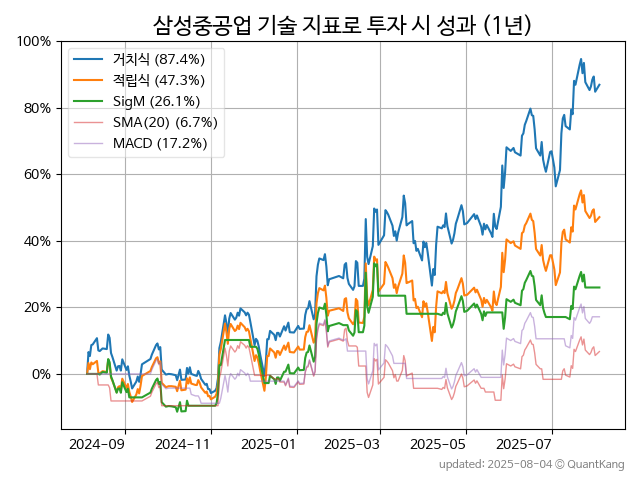 삼성중공업 기술 지표로 투자 시 성과 (1년)
100%
80%
60%
40%
20%
0%
거치식 (87.4%)
적립식 (47.3%)
SigM (26.1%)
SMA(20) (6.7%)
MACD (17.2%)
2024-09 2024-11 2025-01 2025-03 2025-05 2025-07
updated: 2025-08-04 © QuantKang